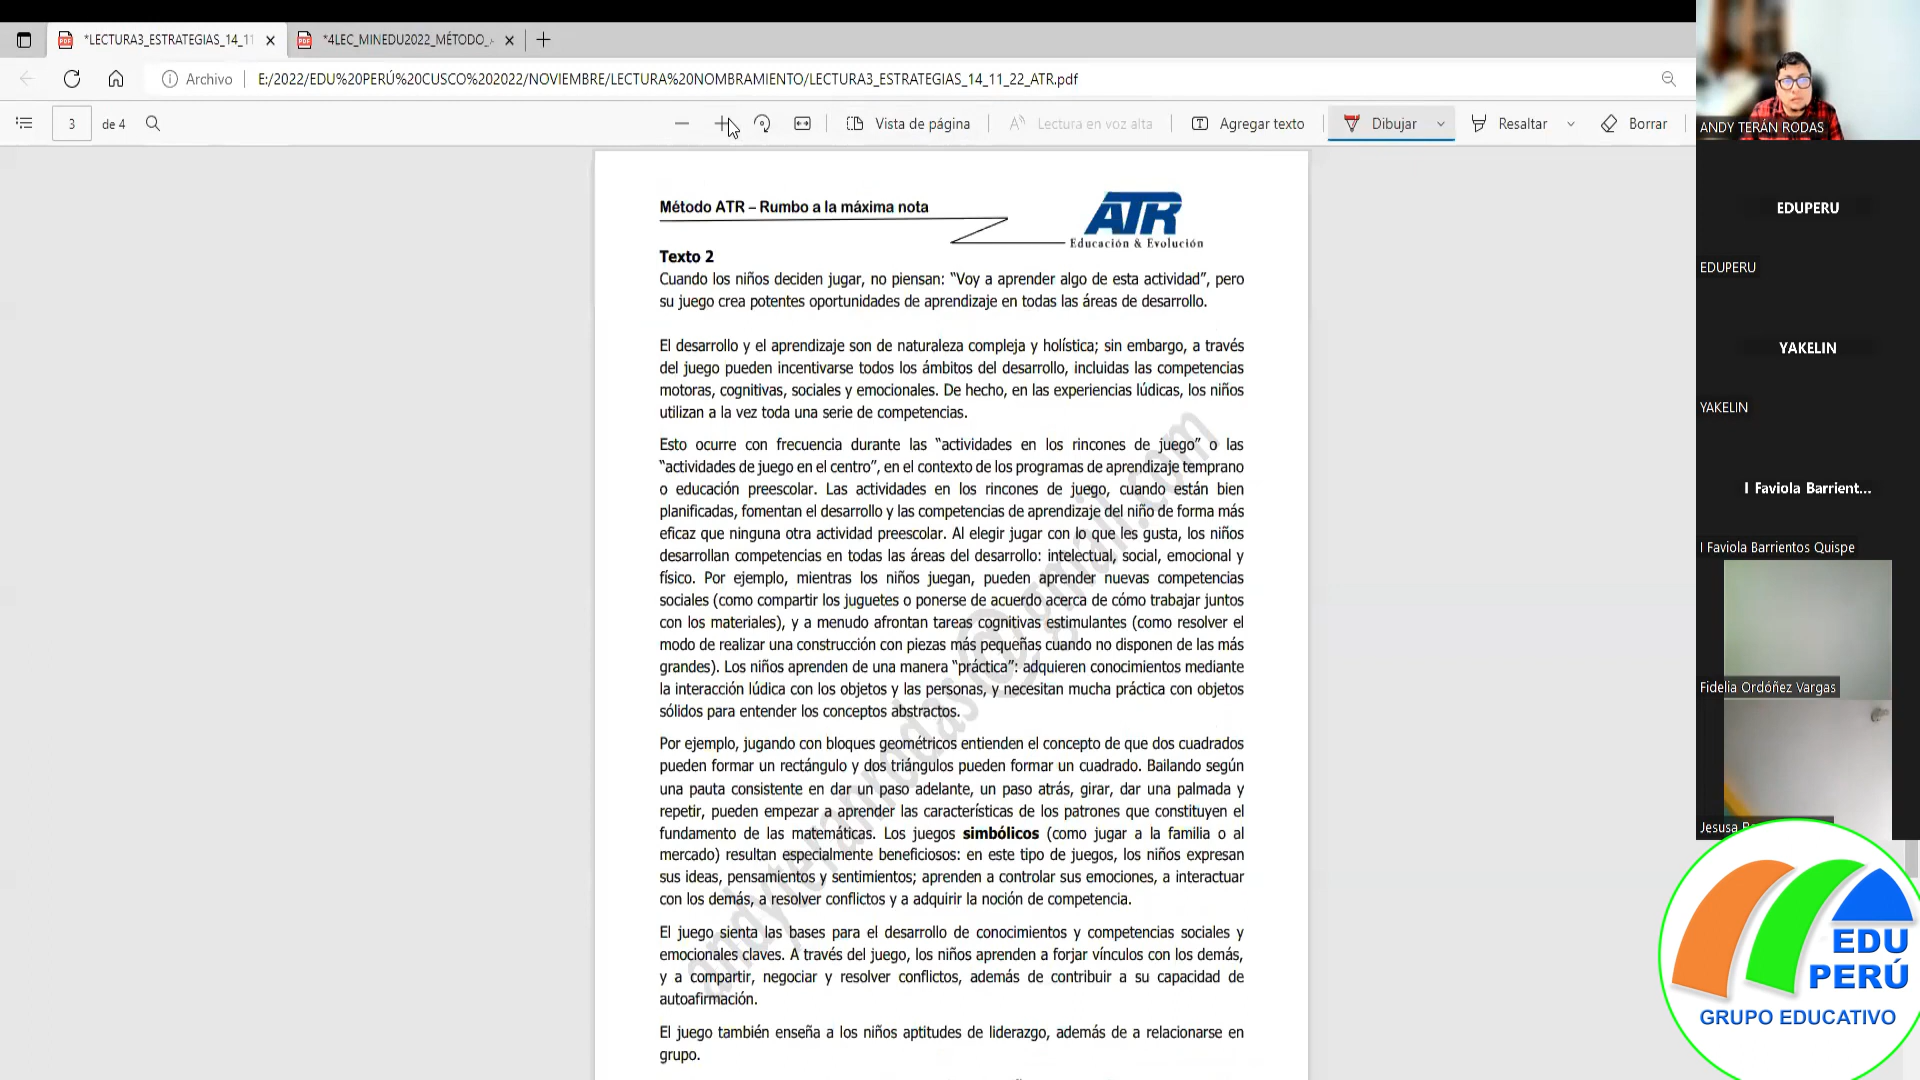 *LECTURA3_ESTRATEGIAS_14_11
*4LEC_MINEDU2022_MÉTODO_
Archivo
E:/2022/EDU%20PERÚ%20CUSCO%202022/NOVIEMBRE/LECTURA%20NOMBRAMIENTO/LECTURA3_ESTRATEGIAS_14_11_22_ATR.pdf
3 de 4
Vista de página
Lectura en voz alta
Agregar texto
Dibujar
Resaltar
Borrar
Método ATR – Rumbo a la máxima nota
ATR
Educación & Evolución
Texto 2
Cuando los niños deciden jugar, no piensan: “Voy a aprender algo de esta actividad”, pero
su juego crea potentes oportunidades de aprendizaje en todas las áreas de desarrollo.
El desarrollo y el aprendizaje son de naturaleza compleja y holística; sin embargo, a través
del juego pueden incentivarse todos los ámbitos del desarrollo, incluidas las competencias
motoras, cognitivas, sociales y emocionales. De hecho, en las experiencias lúdicas, los niños
utilizan a la vez toda una serie de competencias.
Esto ocurre con frecuencia durante las “actividades en los rincones de juego” o las
“actividades de juego en el centro”, en el contexto de los programas de aprendizaje temprano
o educación preescolar. Las actividades en los rincones de juego, cuando están bien
planificadas, fomentan el desarrollo y las competencias de aprendizaje del niño de forma más
eficaz que ninguna otra actividad preescolar. Al elegir jugar con lo que les gusta, los niños
desarrollan competencias en todas las áreas del desarrollo: intelectual, social, emocional y
físico. Por ejemplo, mientras los niños juegan, pueden aprender nuevas competencias
sociales (como compartir los juguetes o ponerse de acuerdo acerca de cómo trabajar juntos
con los materiales), y a menudo afrontan tareas cognitivas estimulantes (como resolver el
modo de realizar una construcción con piezas más pequeñas cuando no disponen de las más
grandes). Los niños aprenden de una manera “práctica”: adquieren conocimientos mediante
la interacción lúdica con los objetos y las personas, y necesitan mucha práctica con objetos
sólidos para entender los conceptos abstractos.
Por ejemplo, jugando con bloques geométricos entienden el concepto de que dos cuadrados
pueden formar un rectángulo y dos triángulos pueden formar un cuadrado. Bailando según
una pauta consistente en dar un paso adelante, un paso atrás, girar, dar una palmada y
repetir, pueden empezar a aprender las características de los patrones que constituyen el
fundamento de las matemáticas. Los juegos simbólicos (como jugar a la familia o al
mercado) resultan especialmente beneficiosos: en este tipo de juegos, los niños expresan
sus ideas, pensamientos y sentimientos; aprenden a controlar sus emociones, a interactuar
con los demás, a resolver conflictos y a adquirir la noción de competencia.
El juego sienta las bases para el desarrollo de conocimientos y competencias sociales y
emocionales claves. A través del juego, los niños aprenden a forjar vínculos con los demás,
y a compartir, negociar y resolver conflictos, además de contribuir a su capacidad de
autoafirmación.
El juego también enseña a los niños aptitudes de liderazgo, además de a relacionarse en
grupo.
andyteranrodas@gmail.com
ANDY TERÁN RODAS
EDUPERU
EDUPERU
YAKELIN
YAKELIN
I Faviola Barrient...
I Faviola Barrientos Quispe
Fidelia Ordóñez Vargas
Jesusa
EDU
PERÚ
GRUPO EDUCATIVO